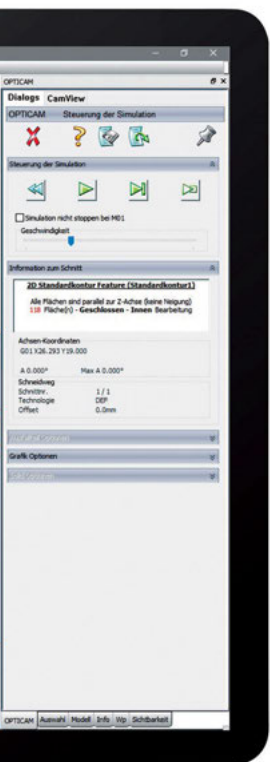 OPTICAM
Dialogs CamView
OPTICAM Steuerung der Simulation
Steuerung der Simulation
Simulation nicht stoppen bei M01
Geschwindigkeit
Information zum Schnitt
2D Standardkontur Feature (Standardkontur1)
Alle Flächen sind parallel zur Z-Achse (keine Neigung)
118 Fläche(n) - Geschlossen - Innen Bearbeitung
Achsen-Koordinaten
G01 X26.293 Y19.000
A 0.000° Max A 0.000°
Schneidweg
Schnittnr. 1/1
Technologie DEF
Offset 0.0mm
Optionen
Grafik Optionen
Solid Optionen
OPTICAM Auswahl Modell Info Wp Sichtbarkeit